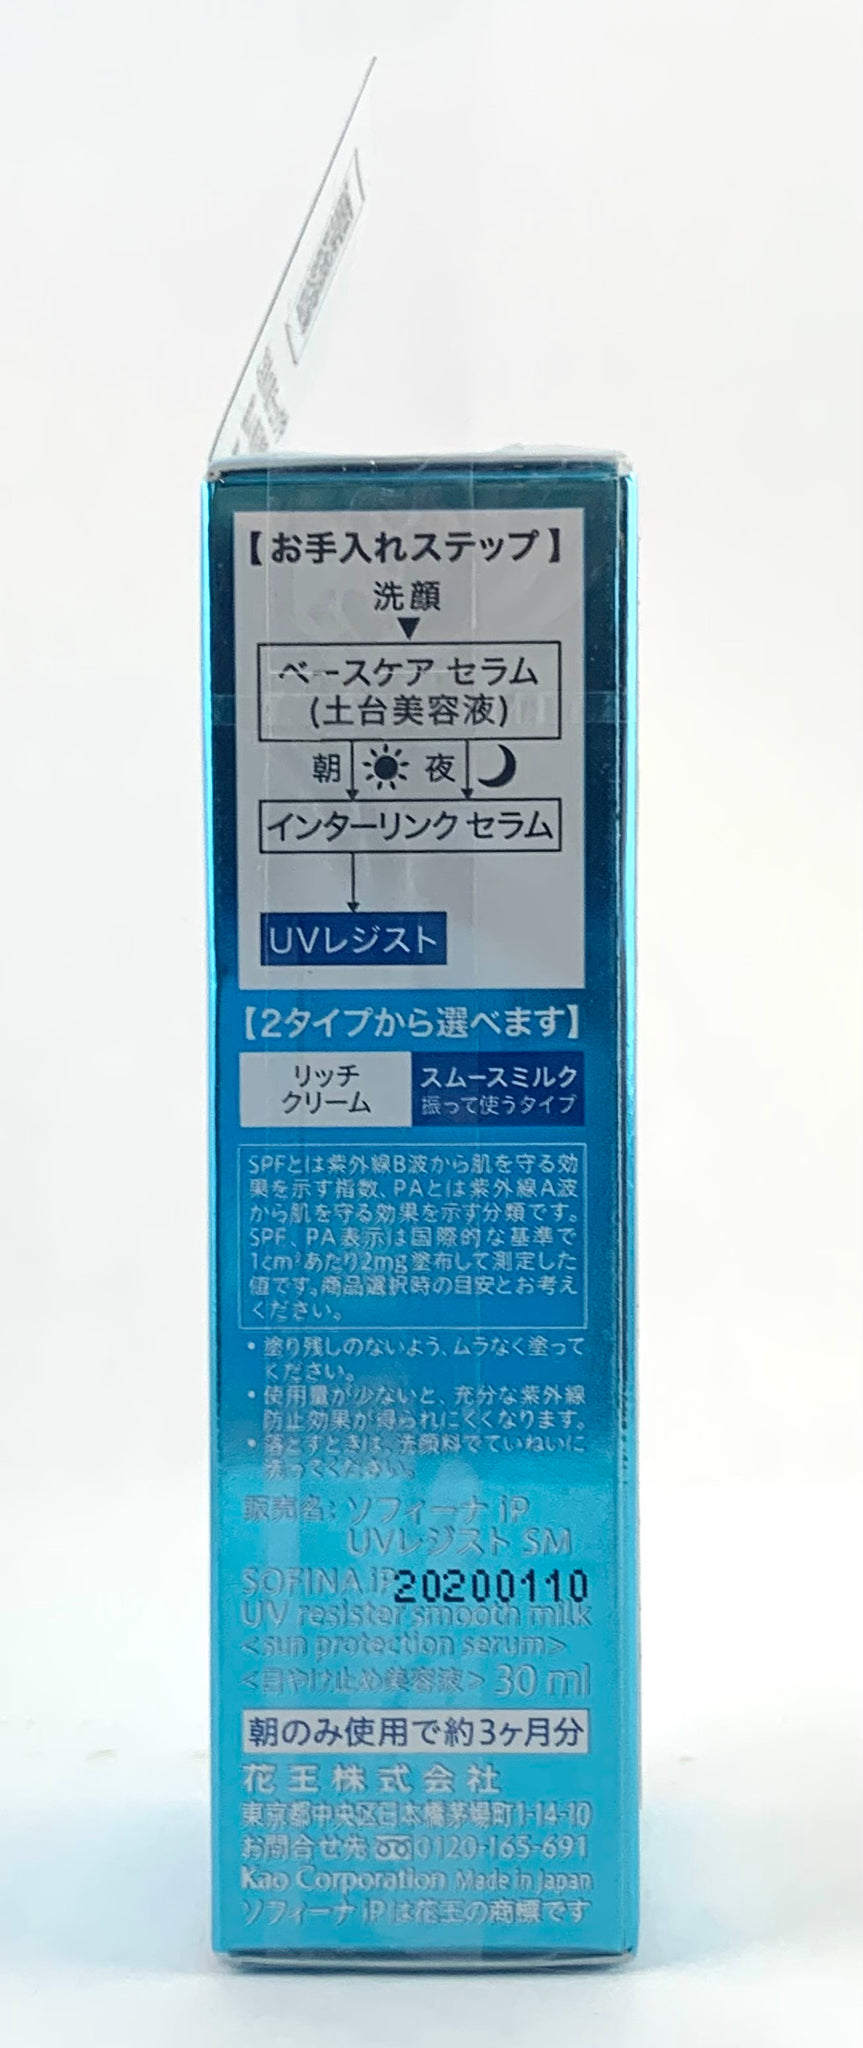 【お手入れステップ】
洗顔
ベースケア セラム
(土台美容液)
朝 夜
インターリンク セラム
UVレジスト
【2タイプから選べます】
リッチ
クリーム
スムースミルク
振って使うタイプ
SPFとは紫外線B波から肌を守る効
果を示す指数、PAとは紫外線A波
から肌を守る効果を示す分類です。
SPF、PA表示は国際的な基準で
1cm²あたり2mg塗布して測定した
値です。商品選択時の目安とお考え
ください。
・塗り残しのないよう、ムラなく塗って
ください。
・使用量が少ないと、充分な紫外線
防止効果が得られにくくなります。
・落とすときは、洗顔料でていねいに
洗ってください。
販売名：ソフィーナ iP
UVレジスト SM
SOFINA iP
20200110
UV resister smooth milk
<sun protection serum>
<日やけ止め美容液> 30 ml
朝のみ使用で約3ヶ月分
花王株式会社
東京都中央区日本橋茅場町1-14-10
お問合せ先 0120-165-691
Kao Corporation Made in Japan
ソフィーナ iPは花王の商標です